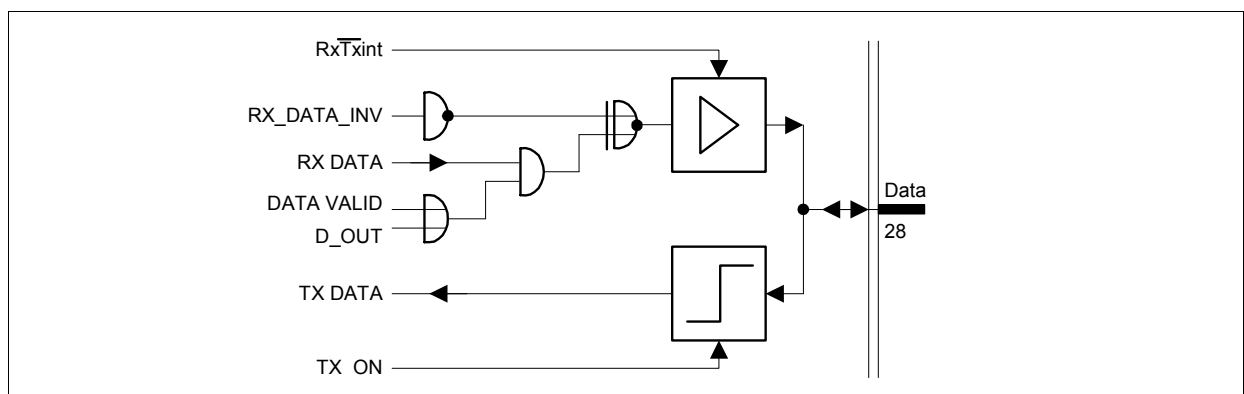 RxTxint
RX_DATA_INV
RX DATA
DATA VALID
D_OUT
TX DATA
TX ON
Data
28